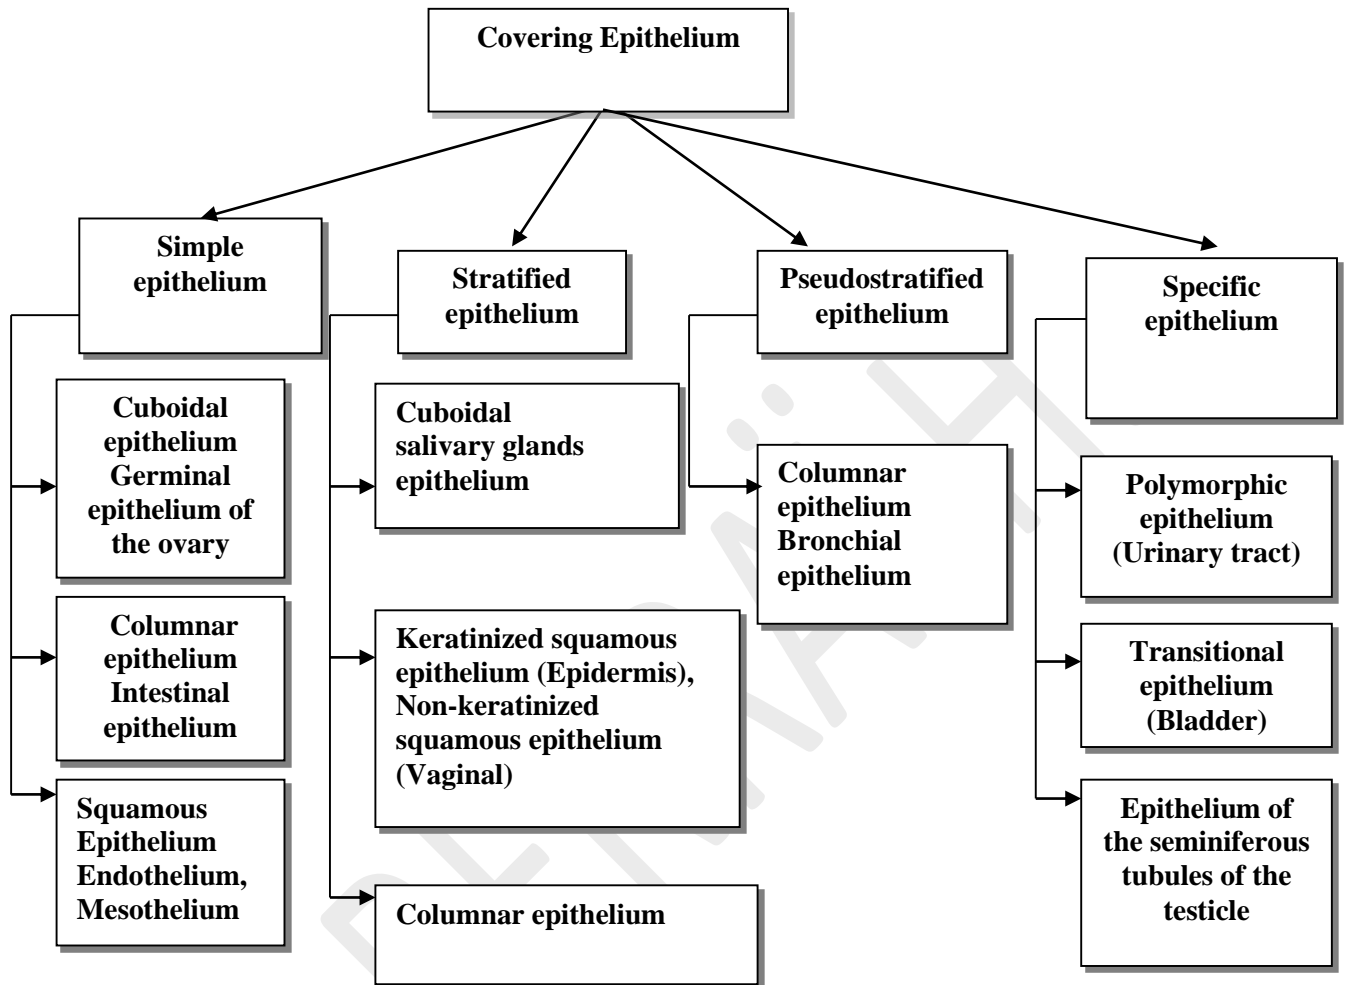 Covering Epithelium
Simple
epithelium
Stratified
epithelium
Pseudostratified
epithelium
Specific
epithelium
Cuboidal
epithelium
Germinal
epithelium of
the ovary
Columnar
epithelium
Intestinal
epithelium
Squamous
Epithelium
Endothelium,
Mesothelium
Cuboidal
salivary glands
epithelium
Keratinized squamous
epithelium (Epidermis),
Non-keratinized
squamous epithelium
(Vaginal)
Columnar epithelium
Columnar
epithelium
Bronchial
epithelium
Polymorphic
epithelium
(Urinary tract)
Transitional
epithelium
(Bladder)
Epithelium of
the seminiferous
tubules of the
testicle